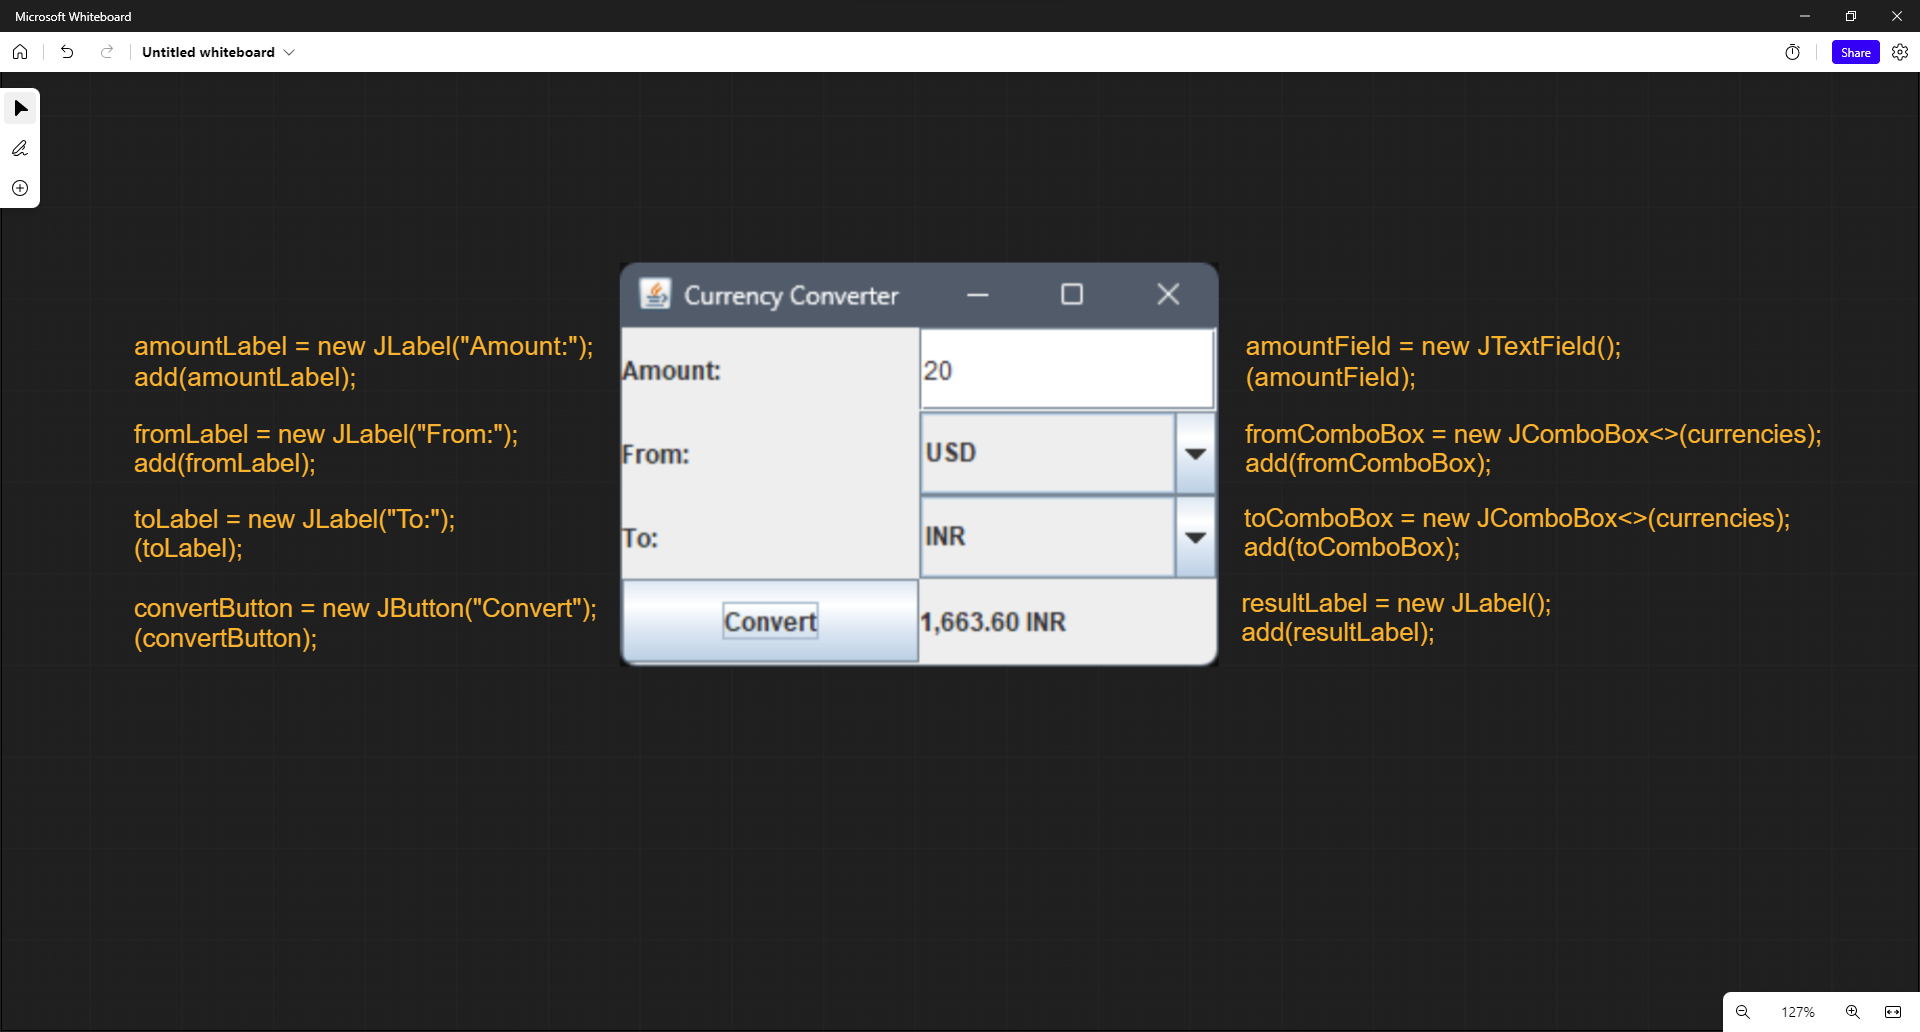 Microsoft Whiteboard
Untitled whiteboard
Share
Currency Converter
amountLabel = new JLabel("Amount:");
add(amountLabel);
Amount:
20
amountField = new JTextField();
(amountField);
fromLabel = new JLabel("From:");
add(fromLabel);
From:
USD
fromComboBox = new JComboBox<>(currencies);
add(fromComboBox);
toLabel = new JLabel("To:");
(toLabel);
To:
INR
toComboBox = new JComboBox<>(currencies);
add(toComboBox);
convertButton = new JButton("Convert");
(convertButton);
Convert
1,663.60 INR
resultLabel = new JLabel();
add(resultLabel);
127%